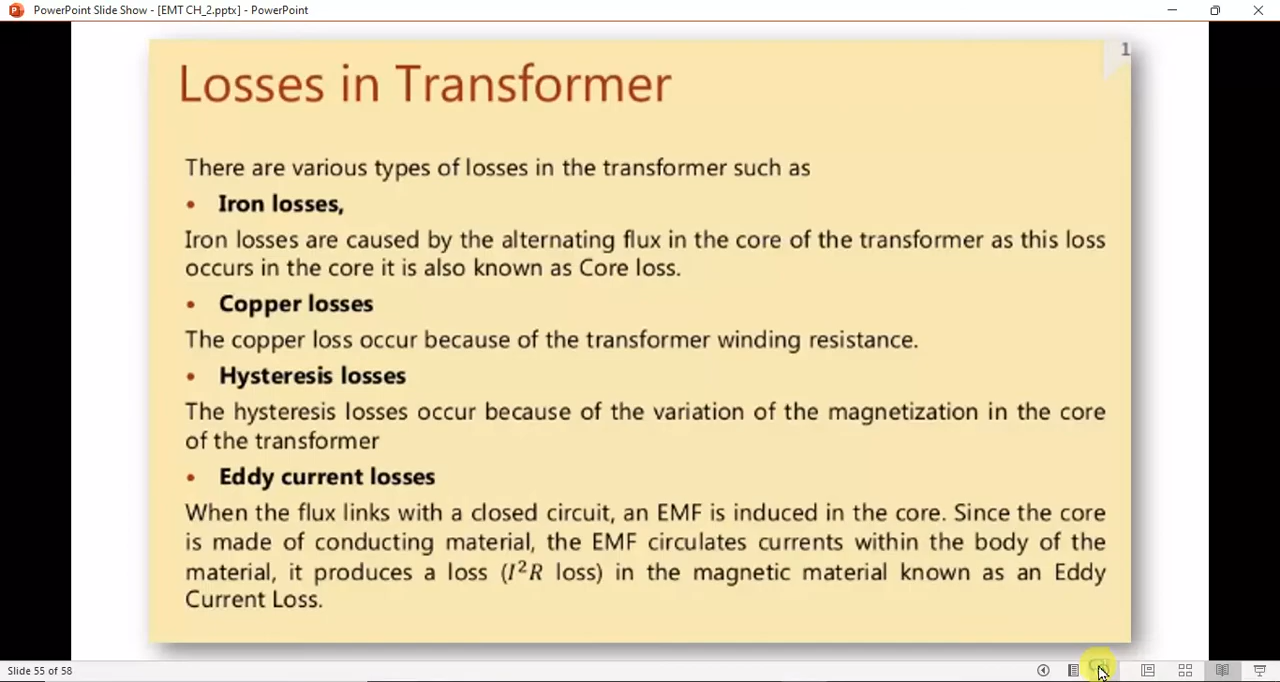 PowerPoint Slide Show - [EMT CH_2.pptx] - PowerPoint
1
Losses in Transformer
There are various types of losses in the transformer such as
• Iron losses,
Iron losses are caused by the alternating flux in the core of the transformer as this loss
occurs in the core it is also known as Core loss.
• Copper losses
The copper loss occur because of the transformer winding resistance.
• Hysteresis losses
The hysteresis losses occur because of the variation of the magnetization in the core
of the transformer
• Eddy current losses
When the flux links with a closed circuit, an EMF is induced in the core. Since the core
is made of conducting material, the EMF circulates currents within the body of the
material, it produces a loss (I²R loss) in the magnetic material known as an Eddy
Current Loss.
Slide 55 of 58